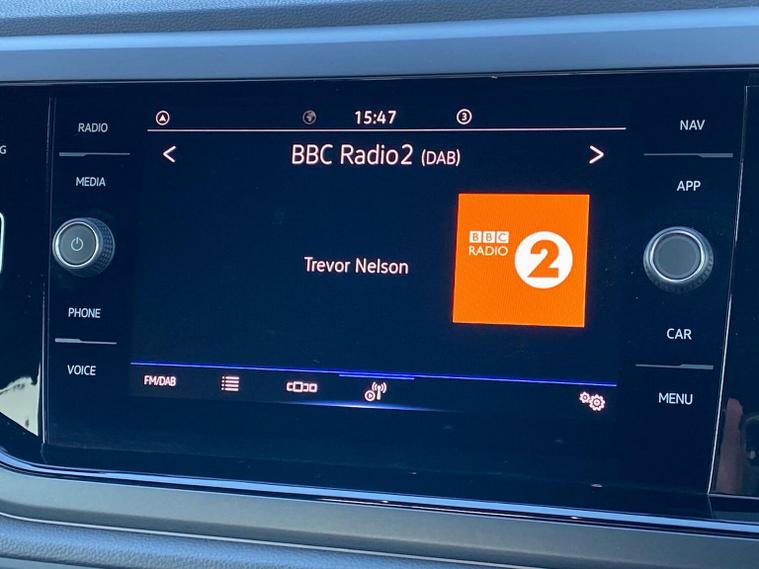 G
RADIO
MEDIA
PHONE
VOICE
15:47
3
BBC Radio2 (DAB)
Trevor Nelson
BBC
RADIO
2
FM/DAB
NAV
APP
CAR
MENU